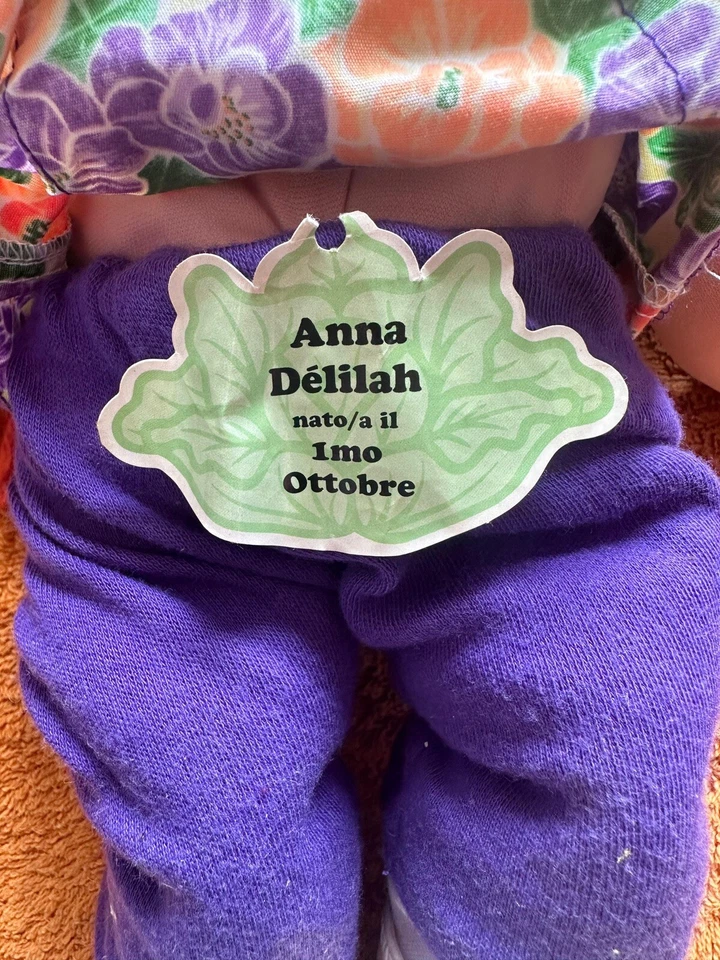 Anna
Délilah
nato/a il
1mo
Ottobre